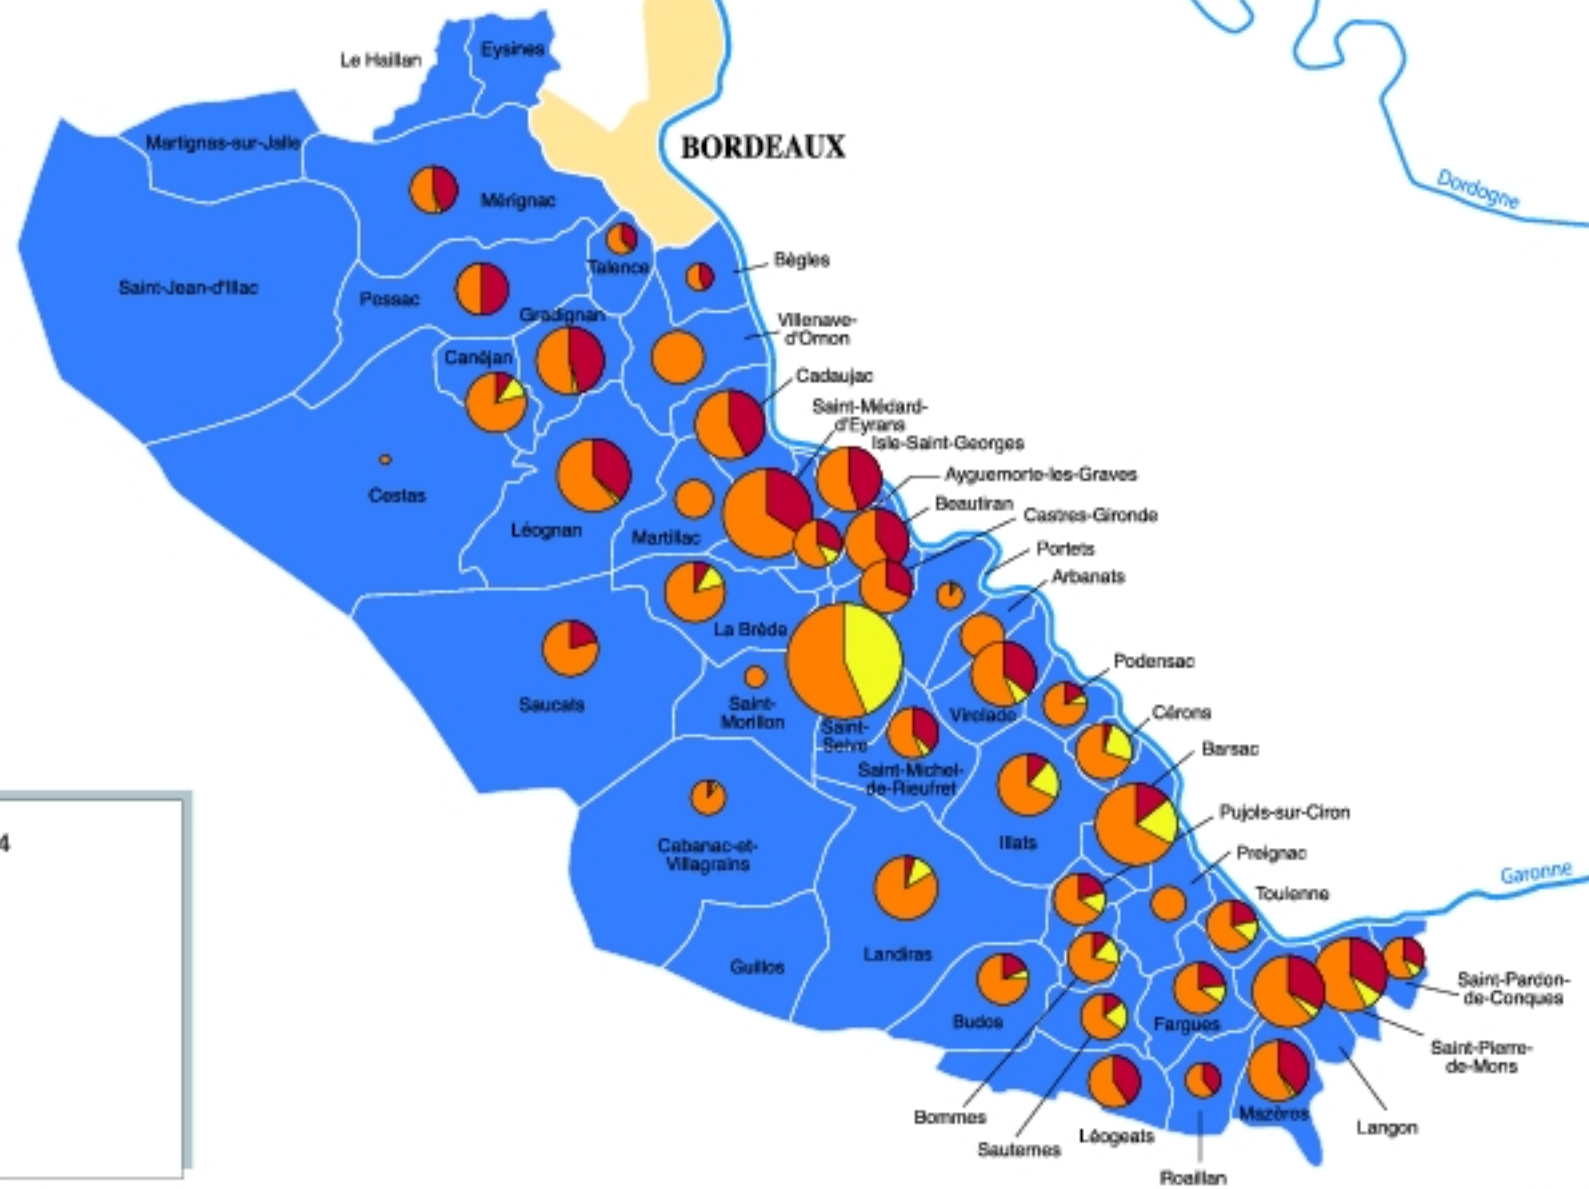 Eysines
Le Haillan
Martignas-sur-Jalle
BORDEAUX
Mérignac
Dordogne
Talence
Bègles
Saint-Jean-d'Illac
Pessac
Gradignan
Villenave-
d'Ornon
Canéjan
Cadaujac
Saint-Médard-
d'Eyrans
Isle-Saint-Georges
Ayguemorte-les-Graves
Cestas
Beautiran
Castres-Gironde
Léognan
Martillac
Portets
Arbanats
La Brède
Podensac
Saucats
Saint-
Morillon
Virelade
Cérons
Saint-
Selve
Barsac
Saint-Michel-
de-Rieufret
Pujols-sur-Ciron
4
Illats
Cabanac-et-
Villagrains
Preignac
Garonne
Toulenne
Landiras
Guillos
Saint-Pardon-
de-Conques
Budos
Fargues
Saint-Pierre-
de-Mons
Bommes
Mazères
Langon
Sauternes
Léogeats
Roaillan